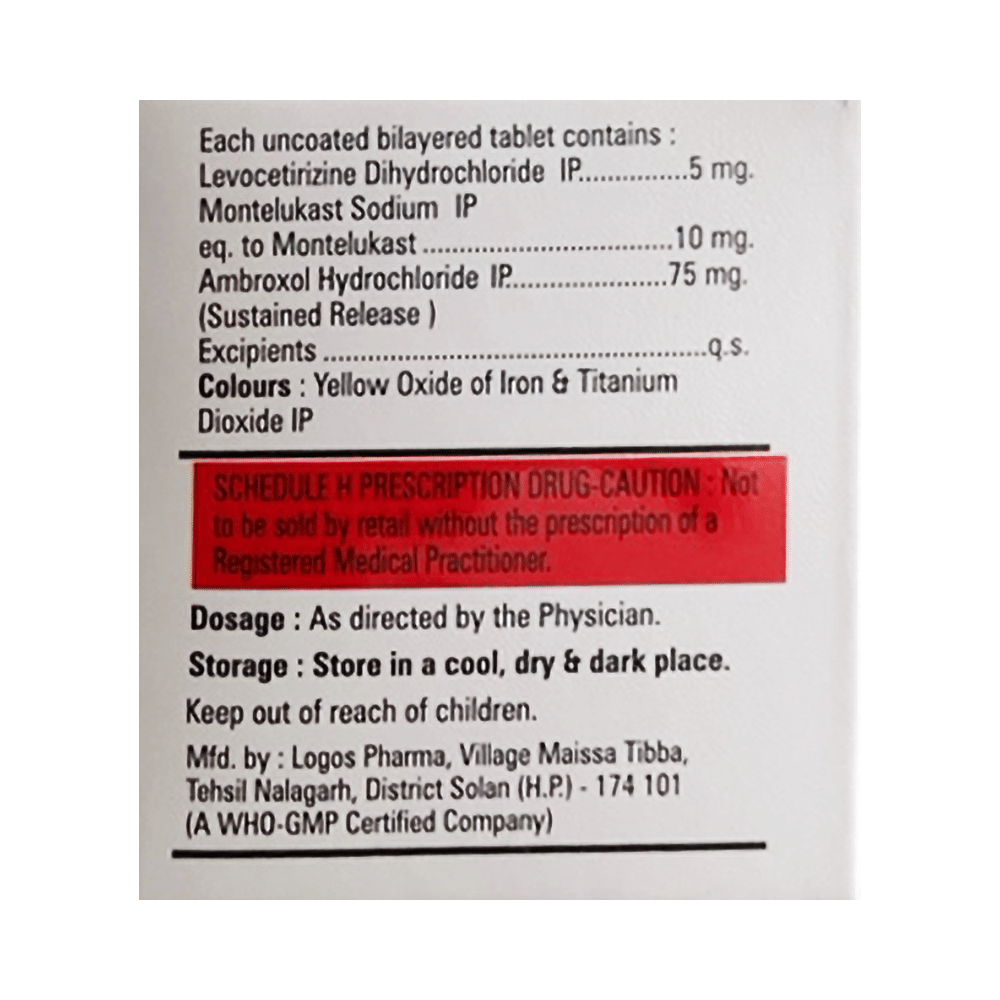 Each uncoated bilayered tablet contains :
Levocetirizine Dihydrochloride IP...............5 mg.
Montelukast Sodium IP
eq. to Montelukast ..................................10 mg.
Ambroxol Hydrochloride IP.......................75 mg.
(Sustained Release )
Excipients ....................................................q.s.
Colours : Yellow Oxide of Iron & Titanium
Dioxide IP
SCHEDULE H PRESCRIPTION DRUG-CAUTION : Not
to be sold by retail without the prescription of a
Registered Medical Practitioner.
Dosage : As directed by the Physician.
Storage : Store in a cool, dry & dark place.
Keep out of reach of children.
Mfd. by : Logos Pharma, Village Maissa Tibba,
Tehsil Nalagarh, District Solan (H.P.) - 174 101
(A WHO-GMP Certified Company)